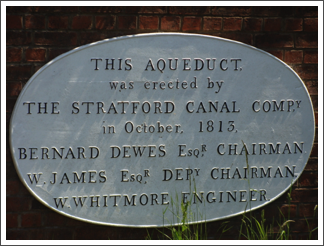 THIS AQUEDUCT.
was erected by
THE STRATFORD CANAL COMPY
in October, 1813,
BERNARD DEWES ESQR CHAIRMAN
W. JAMES ESQR, DEPY CHAIRMAN.
W. WHITMORE ENGINEER